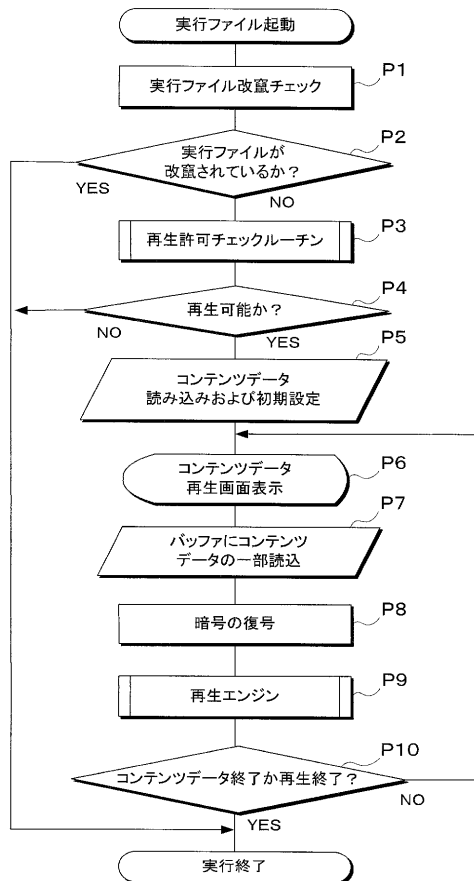 実行ファイル起動
P1
実行ファイル改竄チェック
P2
実行ファイルが
改竄されているか？
YES
NO
P3
再生許可チェックルーチン
P4
再生可能か？
NO
YES
P5
コンテンツデータ
読み込みおよび初期設定
P6
コンテンツデータ
再生画面表示
P7
バッファにコンテンツ
データの一部読込
P8
暗号の復号
P9
再生エンジン
P10
コンテンツデータ終了か再生終了？
NO
YES
実行終了